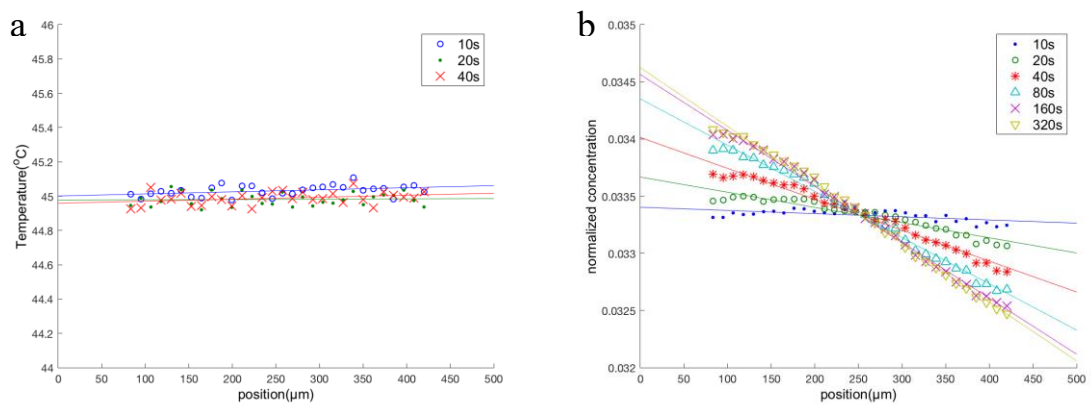 a
46
45.8
45.6
45.4
45.2
45
44.8
44.6
44.4
44.2
44
Temperature(°C)
0 50 100 150 200 250 300 350 400 450 500
position(μm)
10s
20s
40s
b
0.035
0.0345
0.034
0.0335
0.033
0.0325
0.032
normalized concentration
0 50 100 150 200 250 300 350 400 450 500
position(μm)
10s
20s
40s
80s
160s
320s